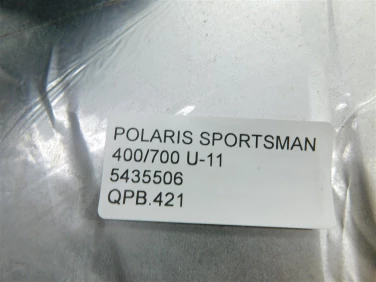 POLARIS SPORTSMAN
400/700 U-11
5435506
QPB.421